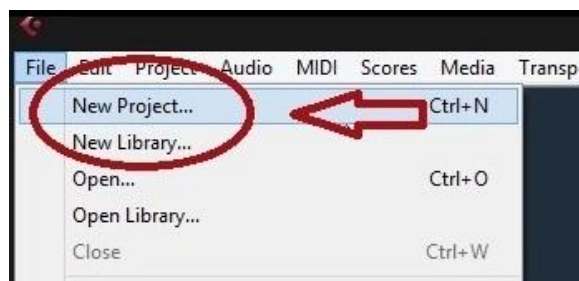 File Edit Project Audio MIDI Scores Media Transp
New Project... Ctrl+N
New Library...
Open... Ctrl+O
Open Library...
Close Ctrl+W